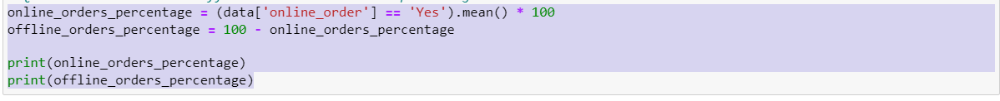 online_orders_percentage = (data['online_order'] == 'Yes').mean() * 100
offline_orders_percentage = 100 - online_orders_percentage
print(online_orders_percentage)
print(offline_orders_percentage)